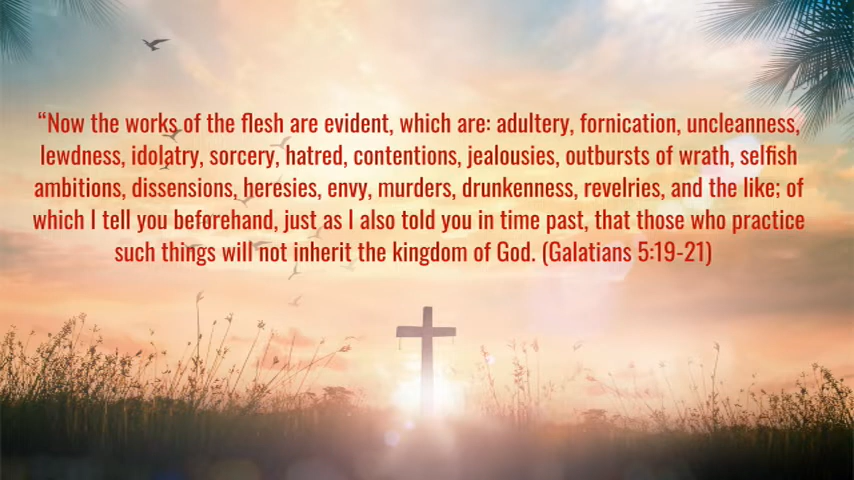 “Now the works of the flesh are evident, which are: adultery, fornication, uncleanness,
lewdness, idolatry, sorcery, hatred, contentions, jealousies, outbursts of wrath, selfish
ambitions, dissensions, heresies, envy, murders, drunkenness, revelries, and the like; of
which I tell you beforehand, just as I also told you in time past, that those who practice
such things will not inherit the kingdom of God. (Galatians 5:19-21)